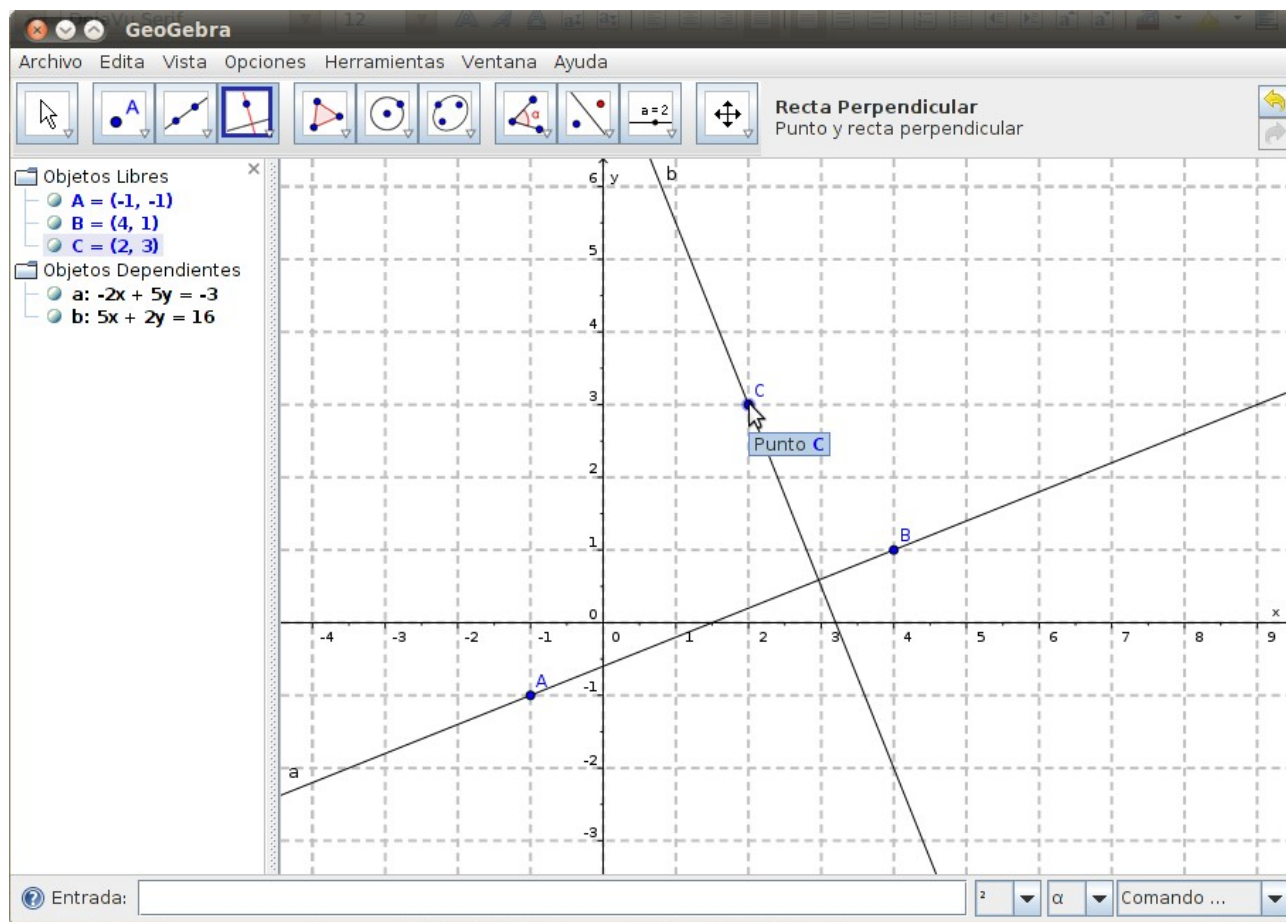 12
GeoGebra
Archivo Edita Vista Opciones Herramientas Ventana Ayuda
A
α
a=2
Recta Perpendicular
Punto y recta perpendicular
Objetos Libres
A = (-1, -1)
B = (4, 1)
C = (2, 3)
Objetos Dependientes
a: -2x + 5y = -3
b: 5x + 2y = 16
y
b
6
5
4
C
3
Punto C
2
B
1
0
x
-4 -3 -2 -1 0 1 2 3 4 5 6 7 8 9
A
-1
-2
a
-3
Entrada:
² α Comando ...